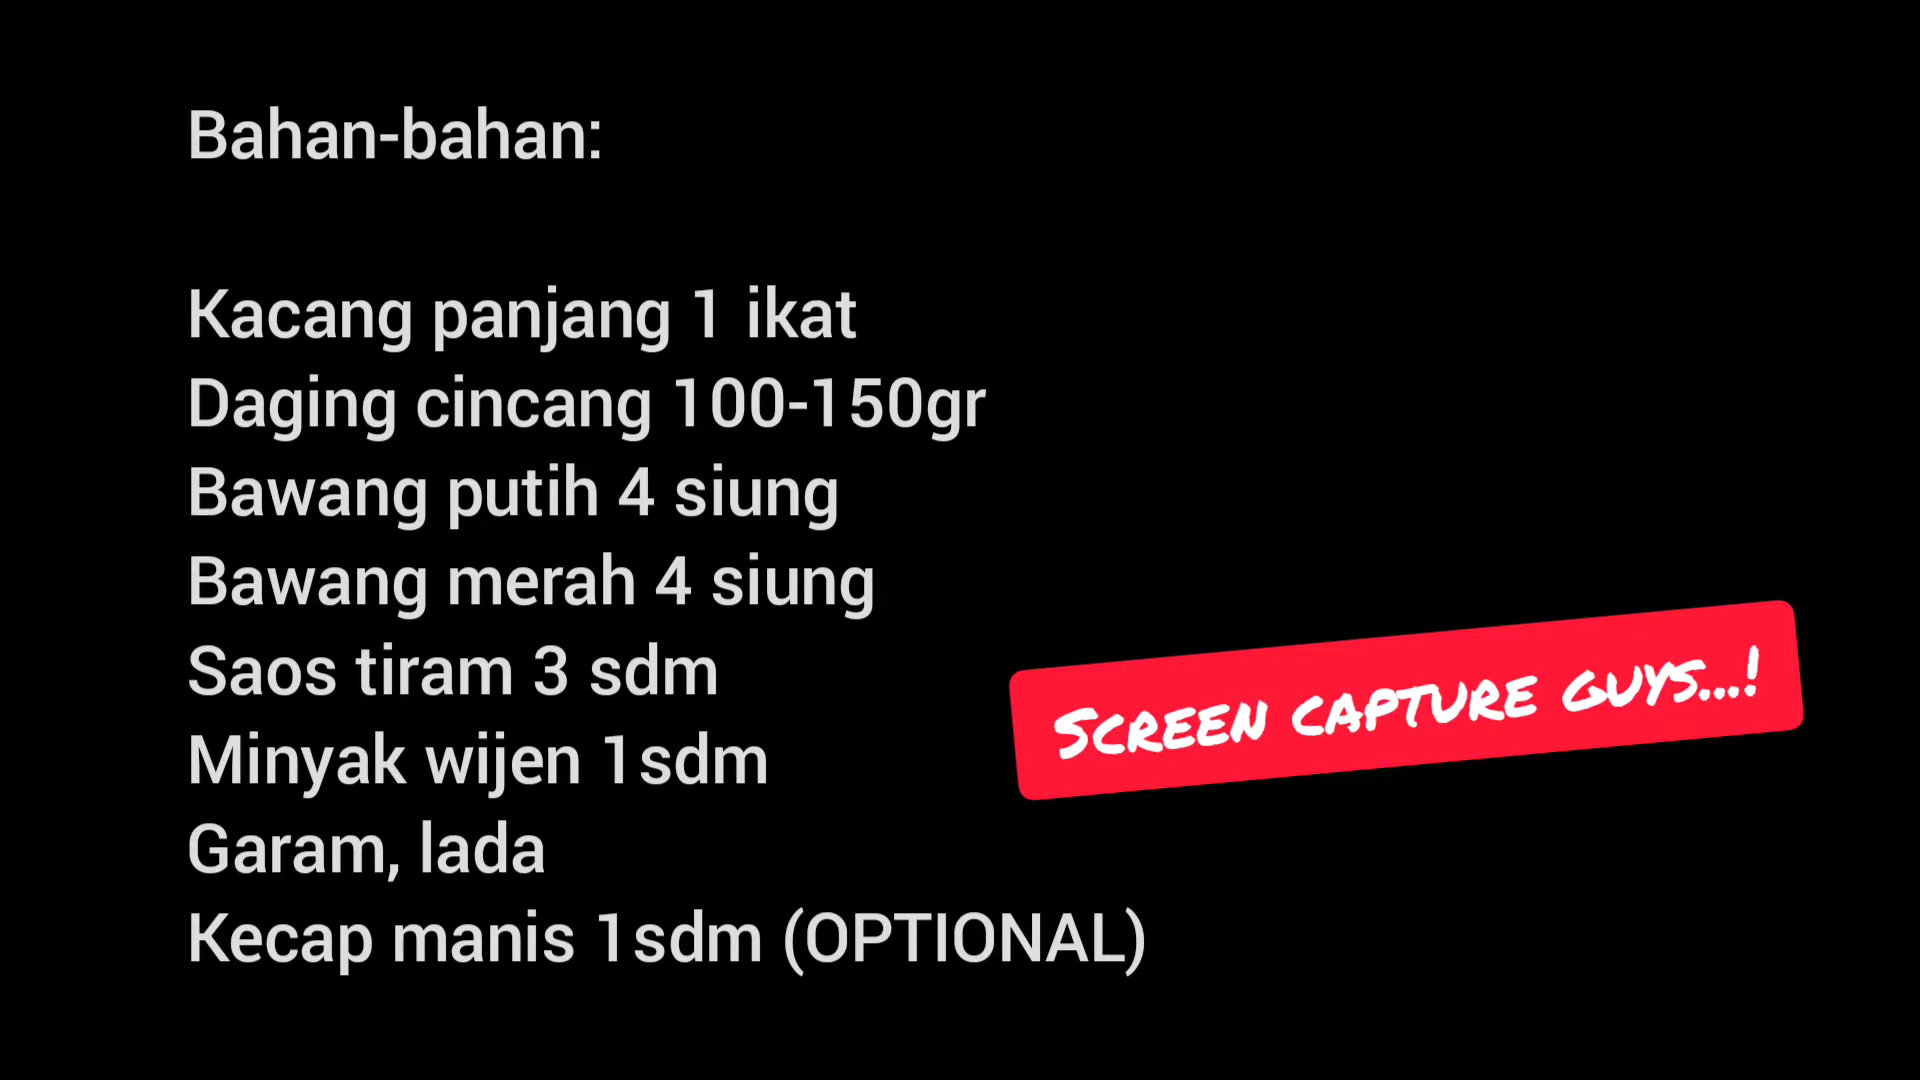 Bahan-bahan:
Kacang panjang 1 ikat
Daging cincang 100-150gr
Bawang putih 4 siung
Bawang merah 4 siung
Saos tiram 3 sdm
Minyak wijen 1sdm
Garam, lada
Kecap manis 1sdm (OPTIONAL)
SCREEN CAPTURE GUYS...!